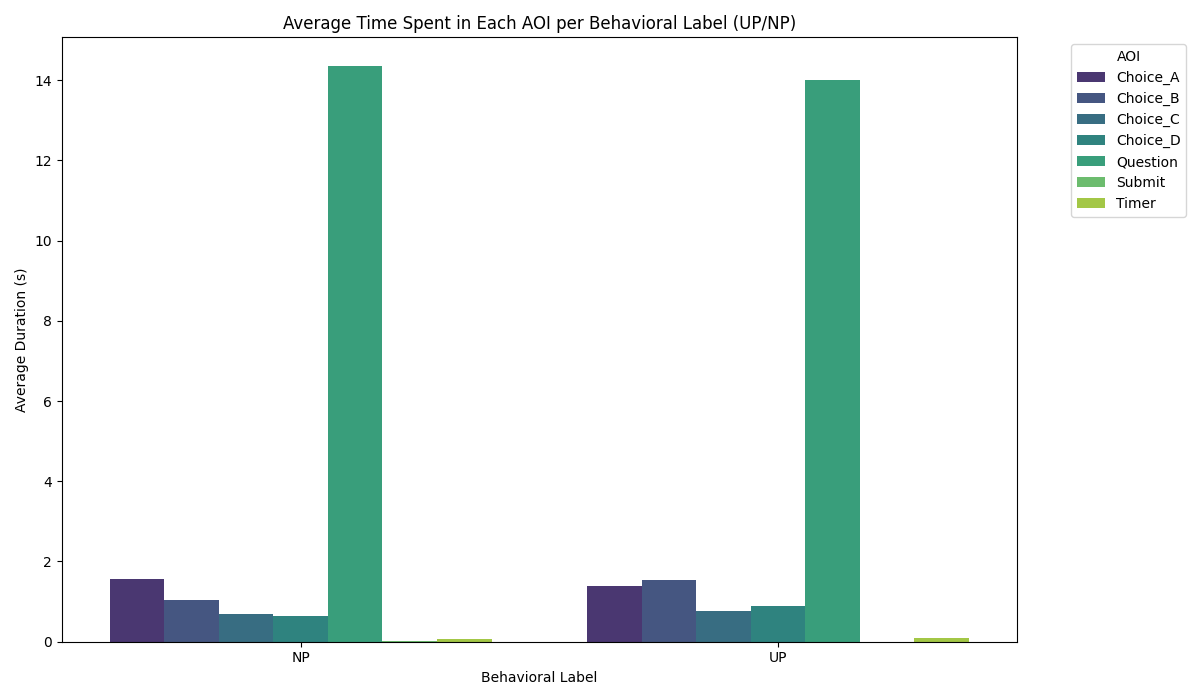 Average Time Spent in Each AOI per Behavioral Label (UP/NP)
AOI
Choice_A
Choice_B
Choice_C
Choice_D
Question
Submit
Timer
Average Duration (s)
14
12
10
8
6
4
2
0
NP
UP
Behavioral Label